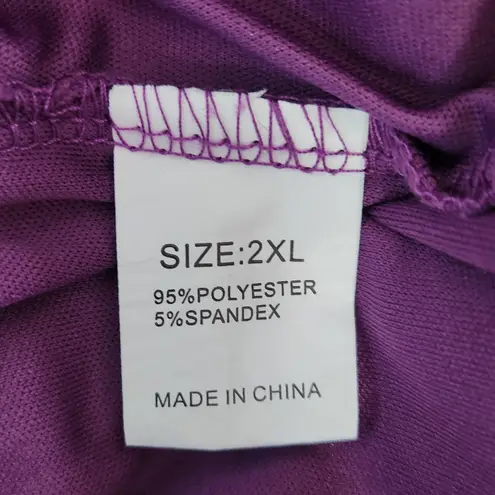 SIZE:2XL
95%POLYESTER
5%SPANDEX
MADE IN CHINA